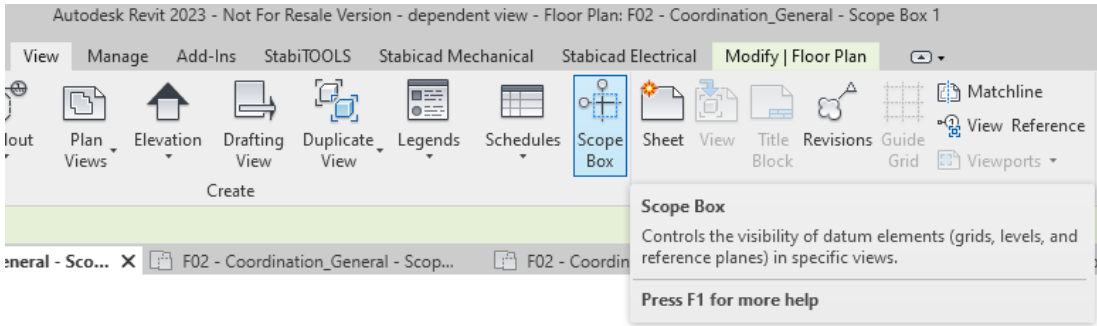 Autodesk Revit 2023 - Not For Resale Version - dependent view - Floor Plan: F02 - Coordination_General - Scope Box 1
View Manage Add-Ins StabiTOOLS Stabicad Mechanical Stabicad Electrical Modify | Floor Plan
Plan Elevation Drafting Duplicate Legends Schedules Scope Sheet View Title Revisions Guide
Views View View Box Block Grid
Matchline
View Reference
Viewports
Create
Scope Box
Controls the visibility of datum elements (grids, levels, and
reference planes) in specific views.
Press F1 for more help
- Sco... F02 - Coordination_General - Scop... F02 -